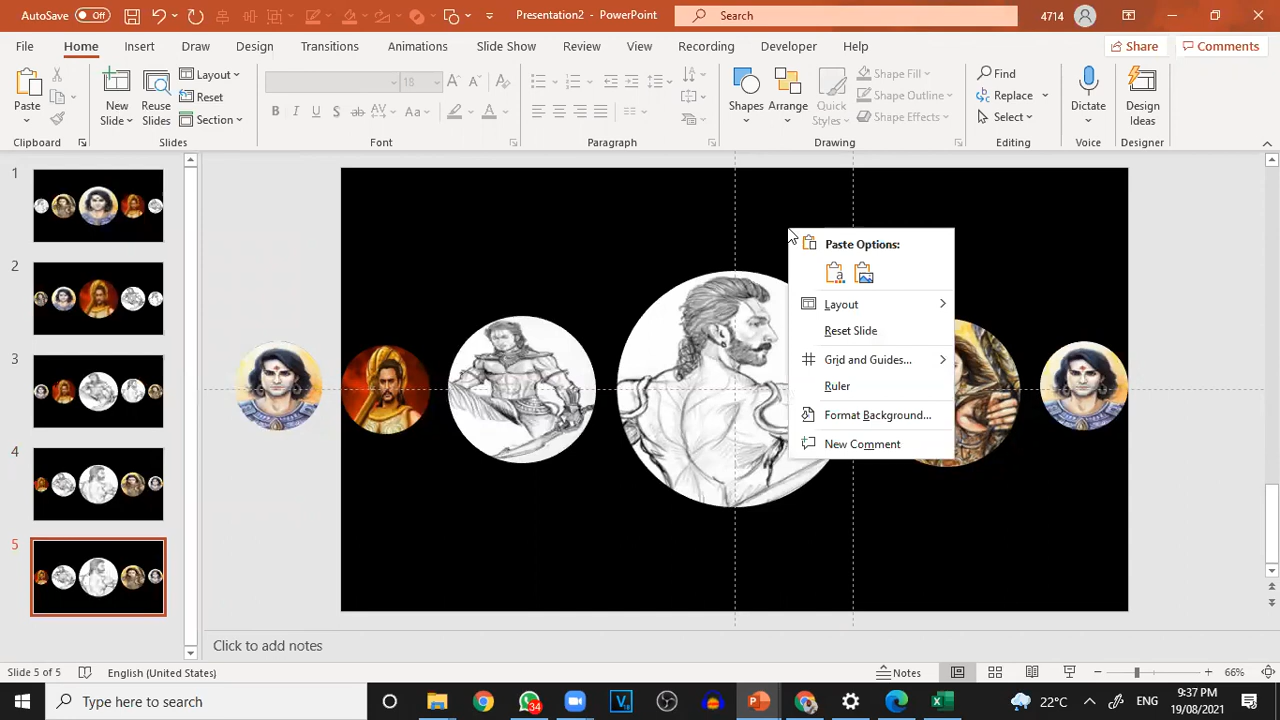 AutoSave Off Presentation2 - PowerPoint Search 4714
File Home Insert Draw Design Transitions Animations Slide Show Review View Recording Developer Help Share Comments
Paste New Slide Reuse Slides Layout Reset Section 18 Shapes Arrange Quick Styles Shape Fill Shape Outline Shape Effects Find Replace Select Dictate Design Ideas
Clipboard Slides Font Paragraph Drawing Editing Voice Designer
1
2
3
4
5
Paste Options:
Layout
Reset Slide
Grid and Guides...
Ruler
Format Background...
New Comment
Click to add notes
Slide 5 of 5 English (United States) Notes 66%
Type here to search 34 22°C ENG 9:37 PM
19/08/2021